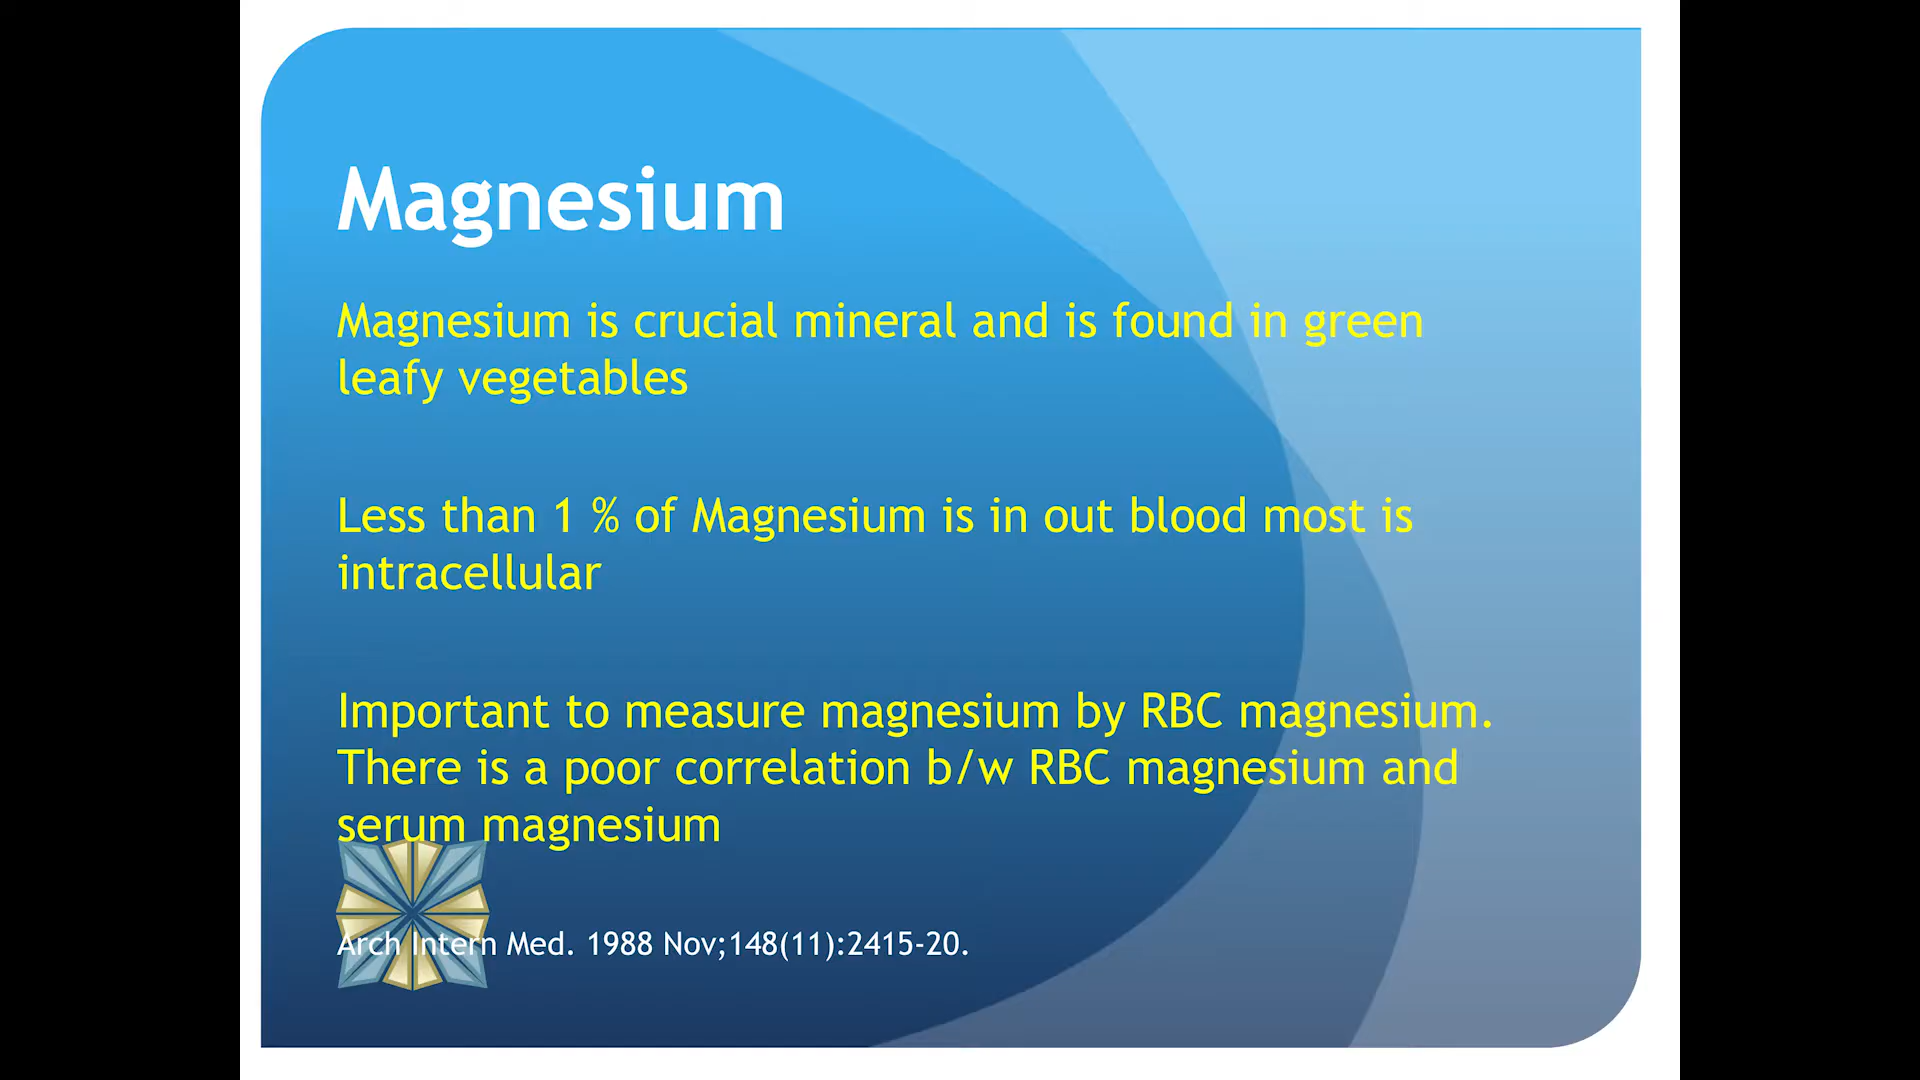 Magnesium
Magnesium is crucial mineral and is found in green
leafy vegetables
Less than 1 % of Magnesium is in out blood most is
intracellular
Important to measure magnesium by RBC magnesium.
There is a poor correlation b/w RBC magnesium and
serum magnesium
Arch Intern Med. 1988 Nov;148(11):2415-20.